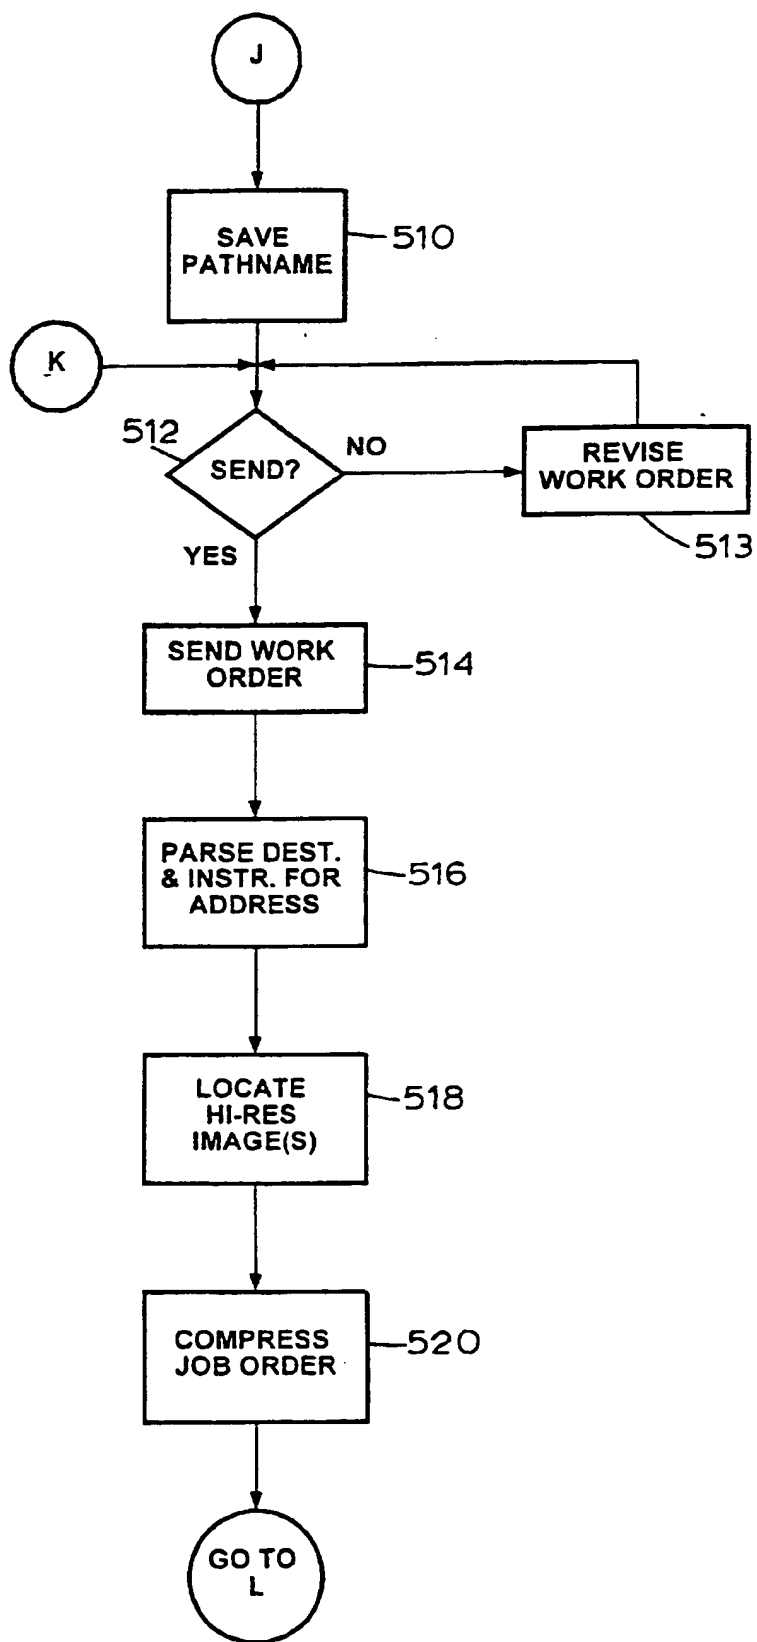 J
SAVE
PATHNAME
510
K
512
SEND?
NO
REVISE
WORK ORDER
513
YES
SEND WORK
ORDER
514
PARSE DEST.
& INSTR. FOR
ADDRESS
516
LOCATE
HI-RES
IMAGE(S)
518
COMPRESS
JOB ORDER
520
GO TO
L